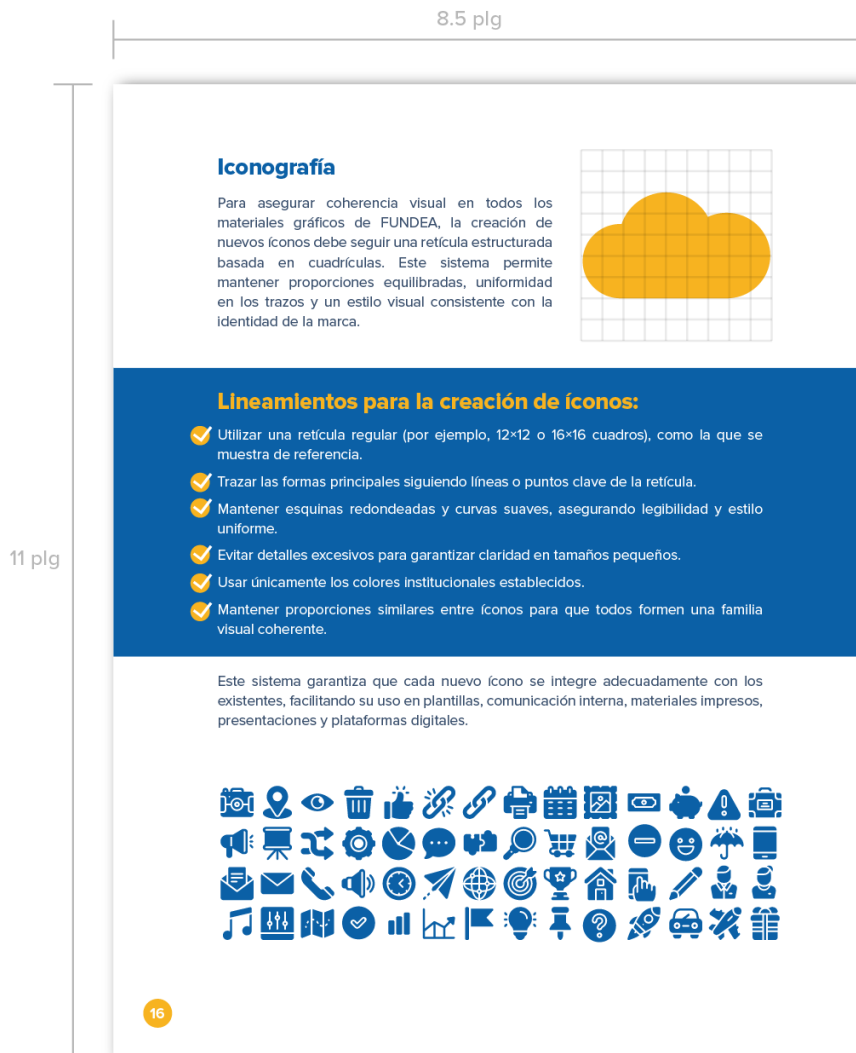 8.5 plg
11 plg
Iconografía
Para asegurar coherencia visual en todos los
materiales gráficos de FUNDEA, la creación de
nuevos íconos debe seguir una retícula estructurada
basada en cuadrículas. Este sistema permite
mantener proporciones equilibradas, uniformidad
en los trazos y un estilo visual consistente con la
identidad de la marca.
Lineamientos para la creación de íconos:
Utilizar una retícula regular (por ejemplo, 12×12 o 16×16 cuadros), como la que se
muestra de referencia.
Trazar las formas principales siguiendo líneas o puntos clave de la retícula.
Mantener esquinas redondeadas y curvas suaves, asegurando legibilidad y estilo
uniforme.
Evitar detalles excesivos para garantizar claridad en tamaños pequeños.
Usar únicamente los colores institucionales establecidos.
Mantener proporciones similares entre íconos para que todos formen una familia
visual coherente.
Este sistema garantiza que cada nuevo ícono se integre adecuadamente con los
existentes, facilitando su uso en plantillas, comunicación interna, materiales impresos,
presentaciones y plataformas digitales.
16